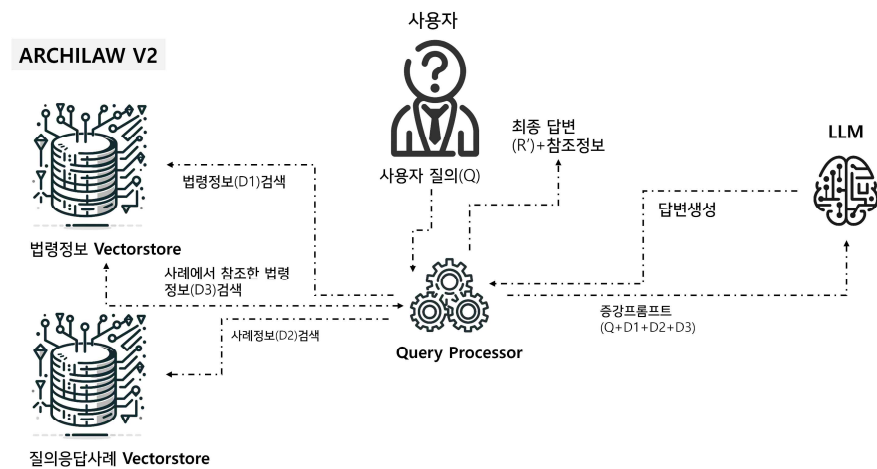 사용자
ARCHILAW V2
최종 답변
(R')+참조정보
LLM
법령정보(D1)검색
사용자 질의(Q)
답변생성
법령정보 Vectorstore
사례에서 참조한 법령
정보(D3)검색
증강프롬프트
(Q+D1+D2+D3)
사례정보(D2)검색
Query Processor
질의응답사례 Vectorstore